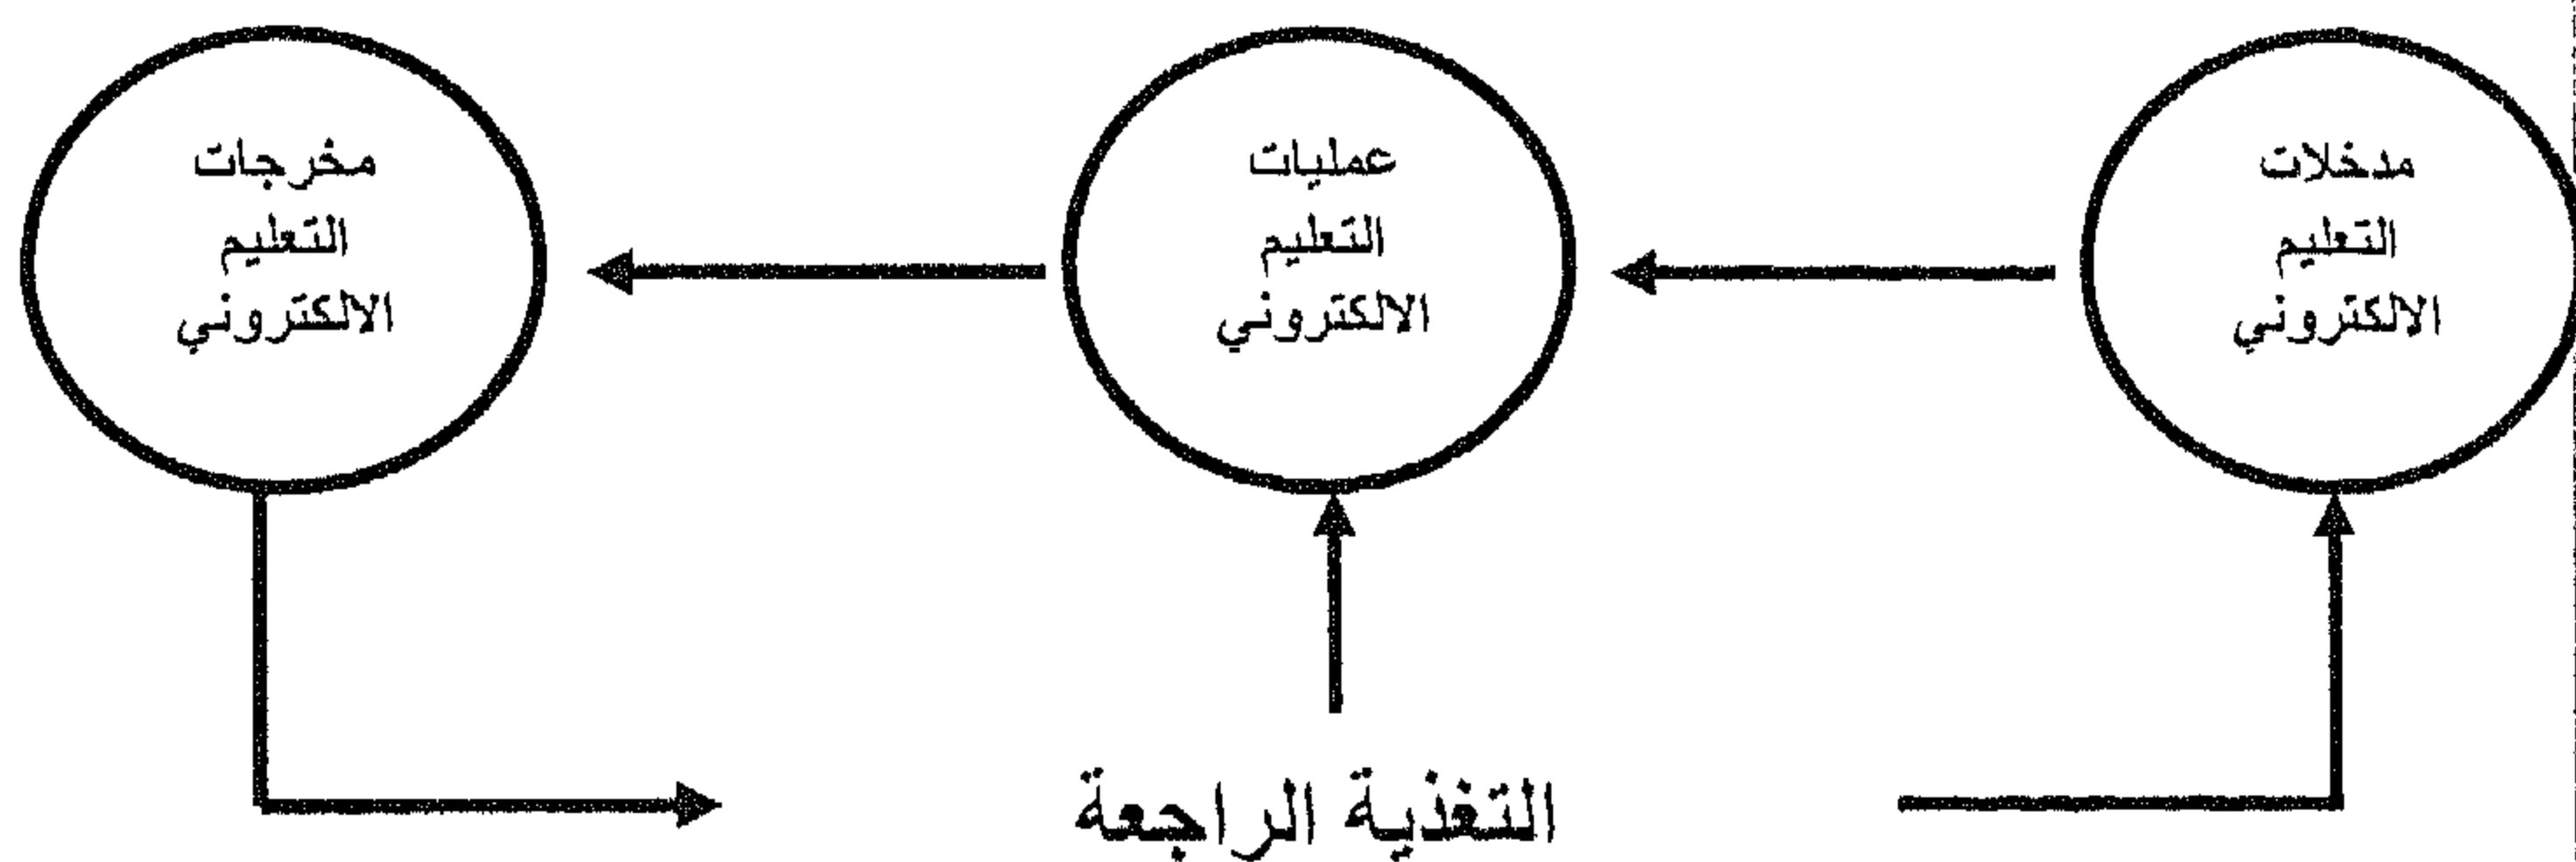 مدخلات
التعليم
الالكتروني
عمليات
التعليم
الالكتروني
مخرجات
التعليم
الالكتروني
التغذية الراجعة